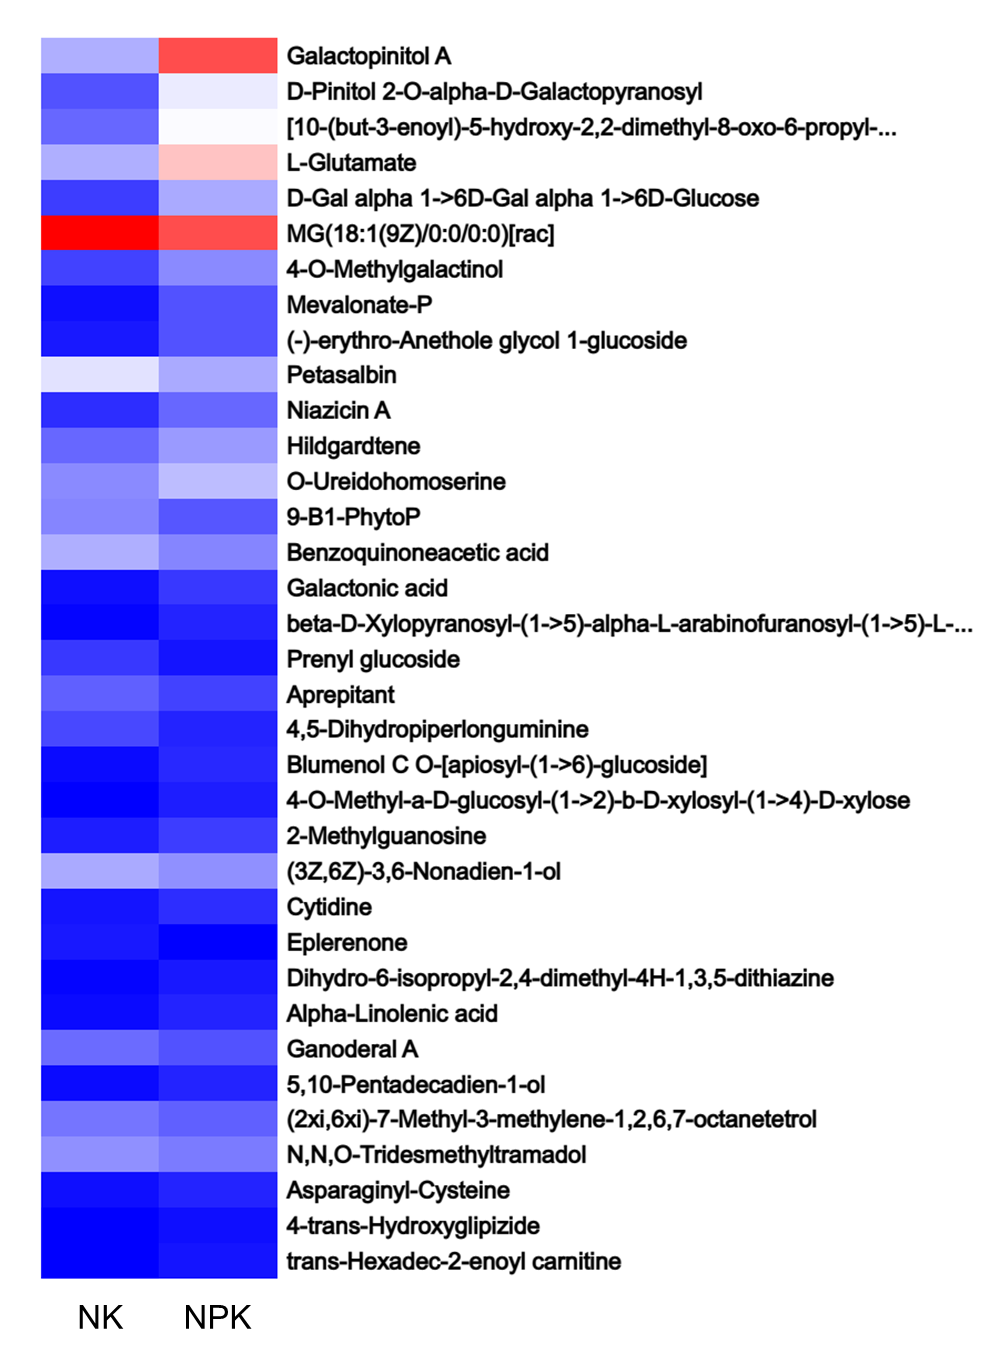 Galactopinitol A
D-Pinitol 2-O-alpha-D-Galactopyranosyl
[10-(but-3-enoyl)-5-hydroxy-2,2-dimethyl-8-oxo-6-propyl-...
L-Glutamate
D-Gal alpha 1->6D-Gal alpha 1->6D-Glucose
MG(18:1(9Z)/0:0/0:0)[rac]
4-O-Methylgalactinol
Mevalonate-P
(-)-erythro-Anethole glycol 1-glucoside
Petasalbin
Niazicin A
Hildgardtene
O-Ureidohomoserine
9-B1-PhytoP
Benzoquinoneacetic acid
Galactonic acid
beta-D-Xylopyranosyl-(1->5)-alpha-L-arabinofuranosyl-(1->5)-L-...
Prenyl glucoside
Aprepitant
4,5-Dihydropiperlonguminine
Blumenol C O-[apiosyl-(1->6)-glucoside]
4-O-Methyl-a-D-glucosyl-(1->2)-b-D-xylosyl-(1->4)-D-xylose
2-Methylguanosine
(3Z,6Z)-3,6-Nonadien-1-ol
Cytidine
Eplerenone
Dihydro-6-isopropyl-2,4-dimethyl-4H-1,3,5-dithiazine
Alpha-Linolenic acid
Ganoderal A
5,10-Pentadecadien-1-ol
(2xi,6xi)-7-Methyl-3-methylene-1,2,6,7-octanetetrol
N,N,O-Tridesmethyltramadol
Asparaginyl-Cysteine
4-trans-Hydroxyglipizide
trans-Hexadec-2-enoyl carnitine
NK NPK